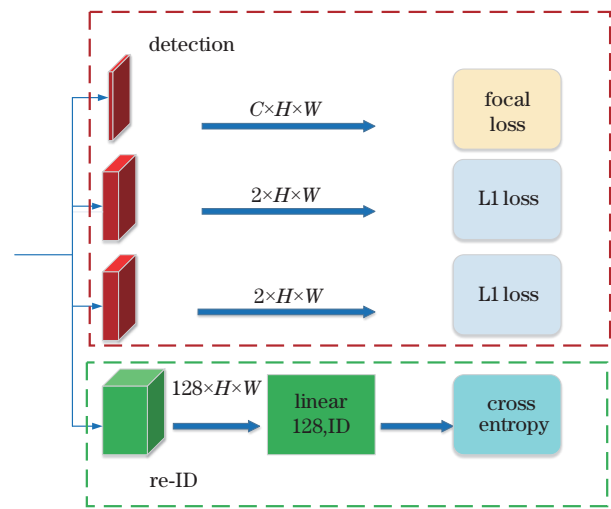 detection
C×H×W
focal
loss
2×H×W
L1 loss
2×H×W
L1 loss
128×H×W
linear
128,ID
cross
entropy
re-ID